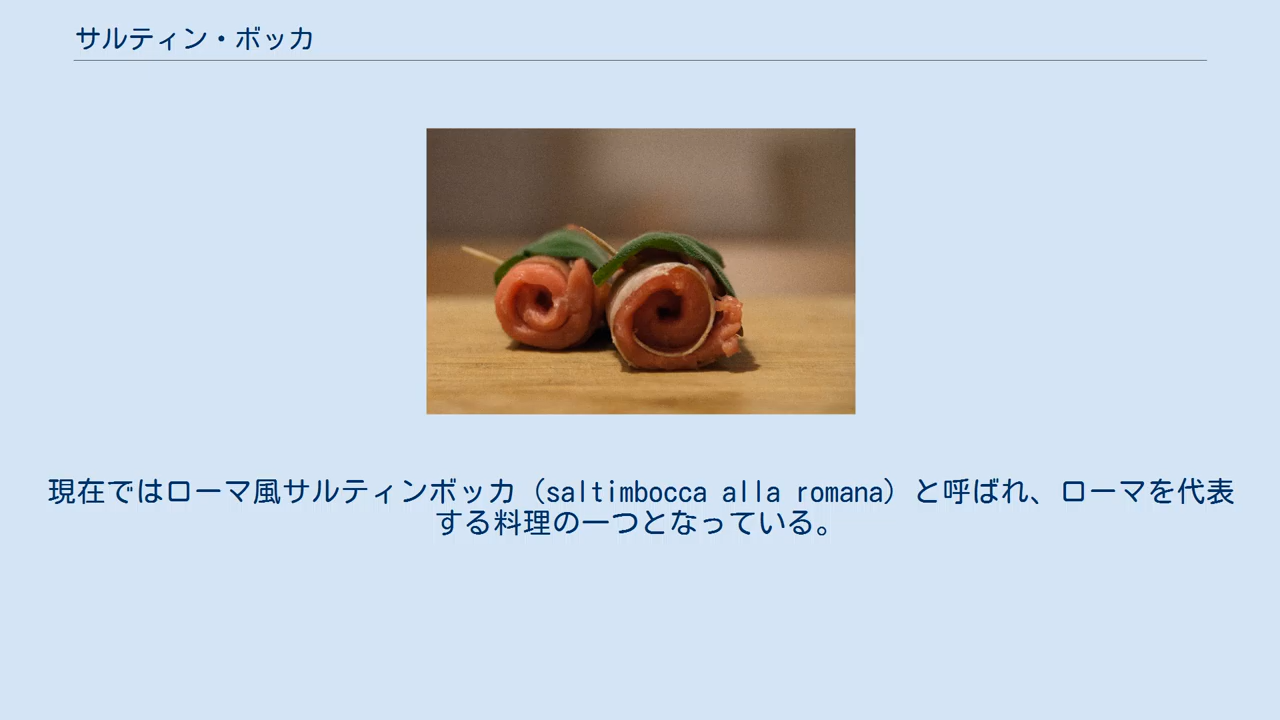 サルティン・ボッカ
現在ではローマ風サルティンボッカ（saltimbocca alla romana）と呼ばれ、ローマを代表
する料理の一つとなっている。